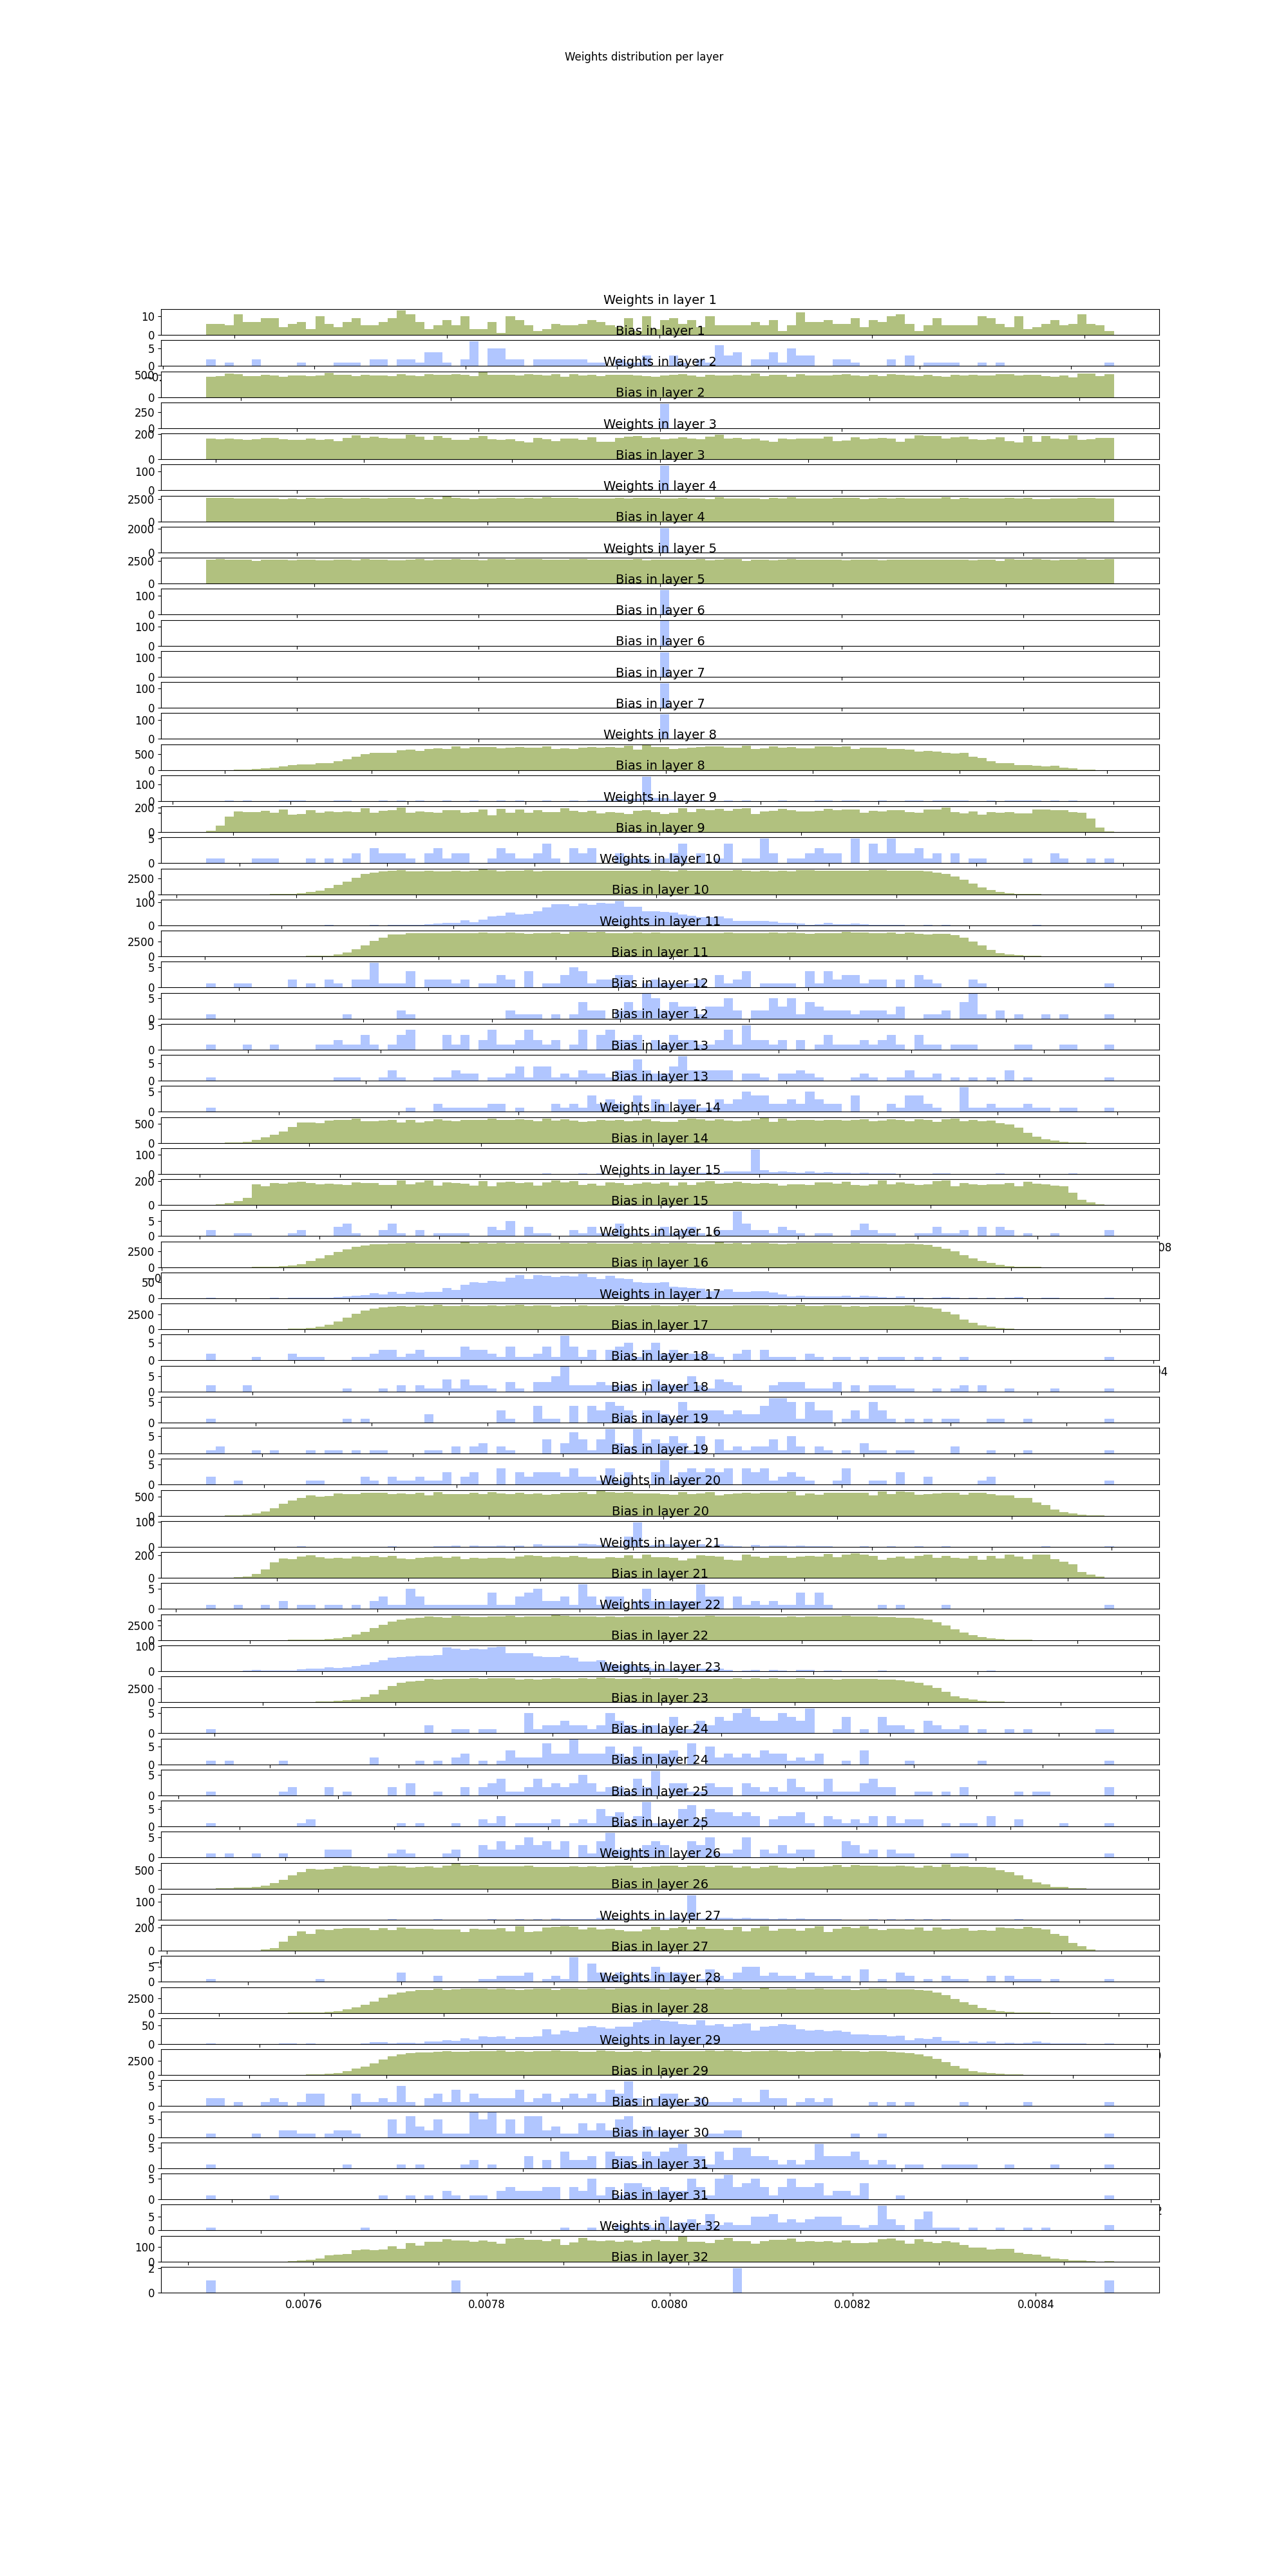 Weights distribution per layer
Weights in layer 1
10
0
Bias in layer 1
5
0
Weights in layer 2
500
0
Bias in layer 2
250
0
Weights in layer 3
200
0
Bias in layer 3
100
0
Weights in layer 4
2500
0
Bias in layer 4
2000
0
Weights in layer 5
2500
0
Bias in layer 5
100
0
Bias in layer 6
100
0
Bias in layer 6
100
0
Bias in layer 7
100
0
Bias in layer 7
100
0
Weights in layer 8
500
0
Bias in layer 8
100
0
Weights in layer 9
200
0
Bias in layer 9
5
0
Weights in layer 10
2500
0
Bias in layer 10
100
0
Weights in layer 11
2500
0
Bias in layer 11
5
0
Bias in layer 12
5
0
Bias in layer 12
5
0
Bias in layer 13
5
0
Bias in layer 13
5
0
Weights in layer 14
500
0
Bias in layer 14
100
0
Weights in layer 15
200
0
Bias in layer 15
5
0
Weights in layer 16
2500
0
Bias in layer 16
50
0
Weights in layer 17
2500
0
Bias in layer 17
5
0
Bias in layer 18
5
0
Bias in layer 18
5
0
Bias in layer 19
5
0
Bias in layer 19
5
0
Weights in layer 20
500
0
Bias in layer 20
100
0
Weights in layer 21
200
0
Bias in layer 21
5
0
Weights in layer 22
2500
0
Bias in layer 22
100
0
Weights in layer 23
2500
0
Bias in layer 23
5
0
Bias in layer 24
5
0
Bias in layer 24
5
0
Bias in layer 25
5
0
Bias in layer 25
5
0
Weights in layer 26
500
0
Bias in layer 26
100
0
Weights in layer 27
200
0
Bias in layer 27
5
0
Weights in layer 28
2500
0
Bias in layer 28
50
0
Weights in layer 29
2500
0
Bias in layer 29
5
0
Bias in layer 30
5
0
Bias in layer 30
5
0
Bias in layer 31
5
0
Bias in layer 31
5
0
Weights in layer 32
100
0
Bias in layer 32
2
0
0.0076 0.0078 0.0080 0.0082 0.0084